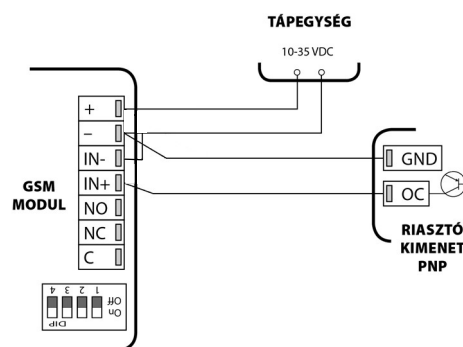 TÁPEGYSÉG
10-35 VDC
+
–
IN-
IN+
NO
NC
C
GSM
MODUL
GND
OC
RIASZTÓ
KIMENET
PNP
4 3 2 1
Off
On
DIP